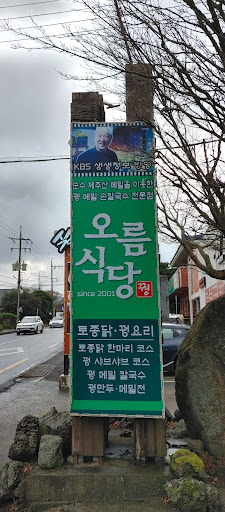 KBS 생생정보 방영
순수 제주산 메밀을 이용한
꿩 메밀 손칼국수 전문점
오름
식당
since 2001
꿩
토종닭·꿩요리
토종닭 한마리 코스
꿩 샤브샤브 코스
꿩 메밀 칼국수
꿩만두·메밀전